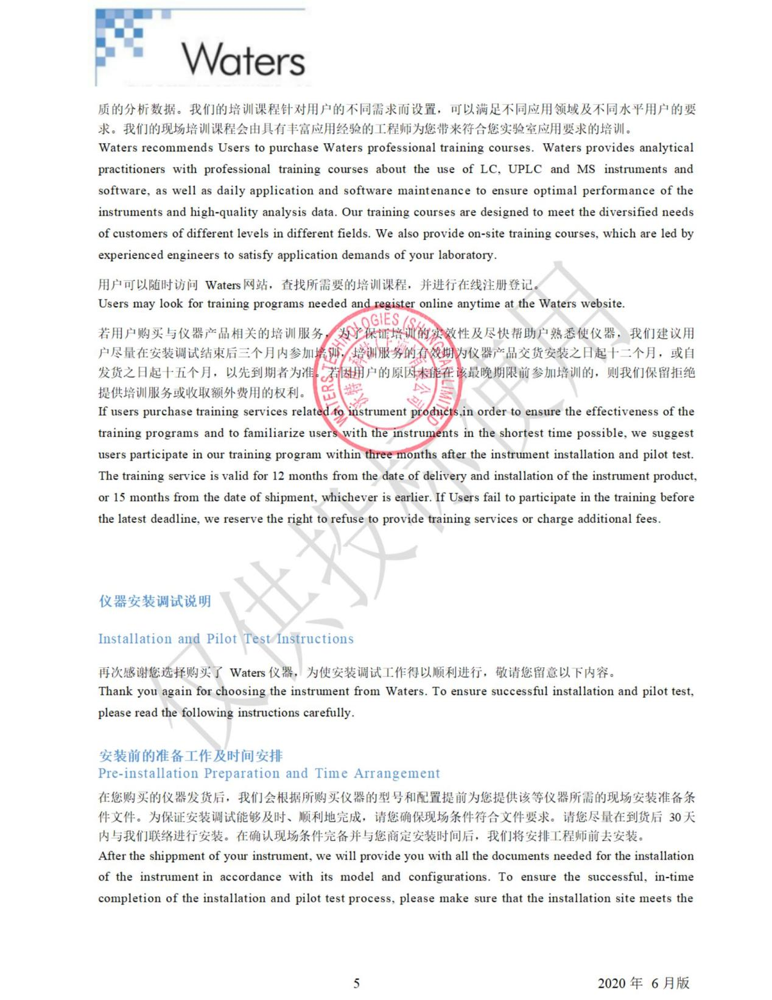 Waters
质的分析数据。我们的培训课程针对用户的不同需求而设置，可以满足不同应用领域及不同水平用户的要
求。我们的现场培训课程会由具有丰富应用经验的工程师为您带来符合您实验室应用要求的培训。
Waters recommends Users to purchase Waters professional training courses. Waters provides analytical
practitioners with professional training courses about the use of LC, UPLC and MS instruments and
software, as well as daily application and software maintenance to ensure optimal performance of the
instruments and high-quality analysis data. Our training courses are designed to meet the diversified needs
of customers of different levels in different fields. We also provide on-site training courses, which are led by
experienced engineers to satisfy application demands of your laboratory.
用户可以随时访问 Waters 网站，查找所需要的培训课程，并进行在线注册登记。
Users may look for training programs needed and register online anytime at the Waters website.
若用户购买与仪器产品相关的培训服务，为了保证培训的实效性及尽快帮助户熟悉使仪器，我们建议用
户尽量在安装调试结束后三个月内参加培训，培训服务的有效期为仪器产品交货安装之日起十二个月，或自
发货之日起十五个月，以先到期者为准。若因用户的原因未能在该最晚期限前参加培训的，则我们保留拒绝
提供培训服务或收取额外费用的权利。
If users purchase training services related to instrument products,in order to ensure the effectiveness of the
training programs and to familiarize users with the instruments in the shortest time possible, we suggest
users participate in our training program within three months after the instrument installation and pilot test.
The training service is valid for 12 months from the date of delivery and installation of the instrument product,
or 15 months from the date of shipment, whichever is earlier. If Users fail to participate in the training before
the latest deadline, we reserve the right to refuse to provide training services or charge additional fees.
WATERS TECHNOLOGIES (SHANGHAI) LIMITED
沃特世科技（上海）有限公司
仅供投标使用
仪器安装调试说明
Installation and Pilot Test Instructions
再次感谢您选择购买了 Waters 仪器，为使安装调试工作得以顺利进行，敬请您留意以下内容。
Thank you again for choosing the instrument from Waters. To ensure successful installation and pilot test,
please read the following instructions carefully.
安装前的准备工作及时间安排
Pre-installation Preparation and Time Arrangement
在您购买的仪器发货后，我们会根据所购买仪器的型号和配置提前为您提供该等仪器所需的现场安装准备条
件文件。为保证安装调试能够及时、顺利地完成，请您确保现场条件符合文件要求。请您尽量在到货后 30 天
内与我们联络进行安装。在确认现场条件完备并与您商定安装时间后，我们将安排工程师前去安装。
After the shippment of your instrument, we will provide you with all the documents needed for the installation
of the instrument in accordance with its model and configurations. To ensure the successful, in-time
completion of the installation and pilot test process, please make sure that the installation site meets the
5
2020 年 6 月版